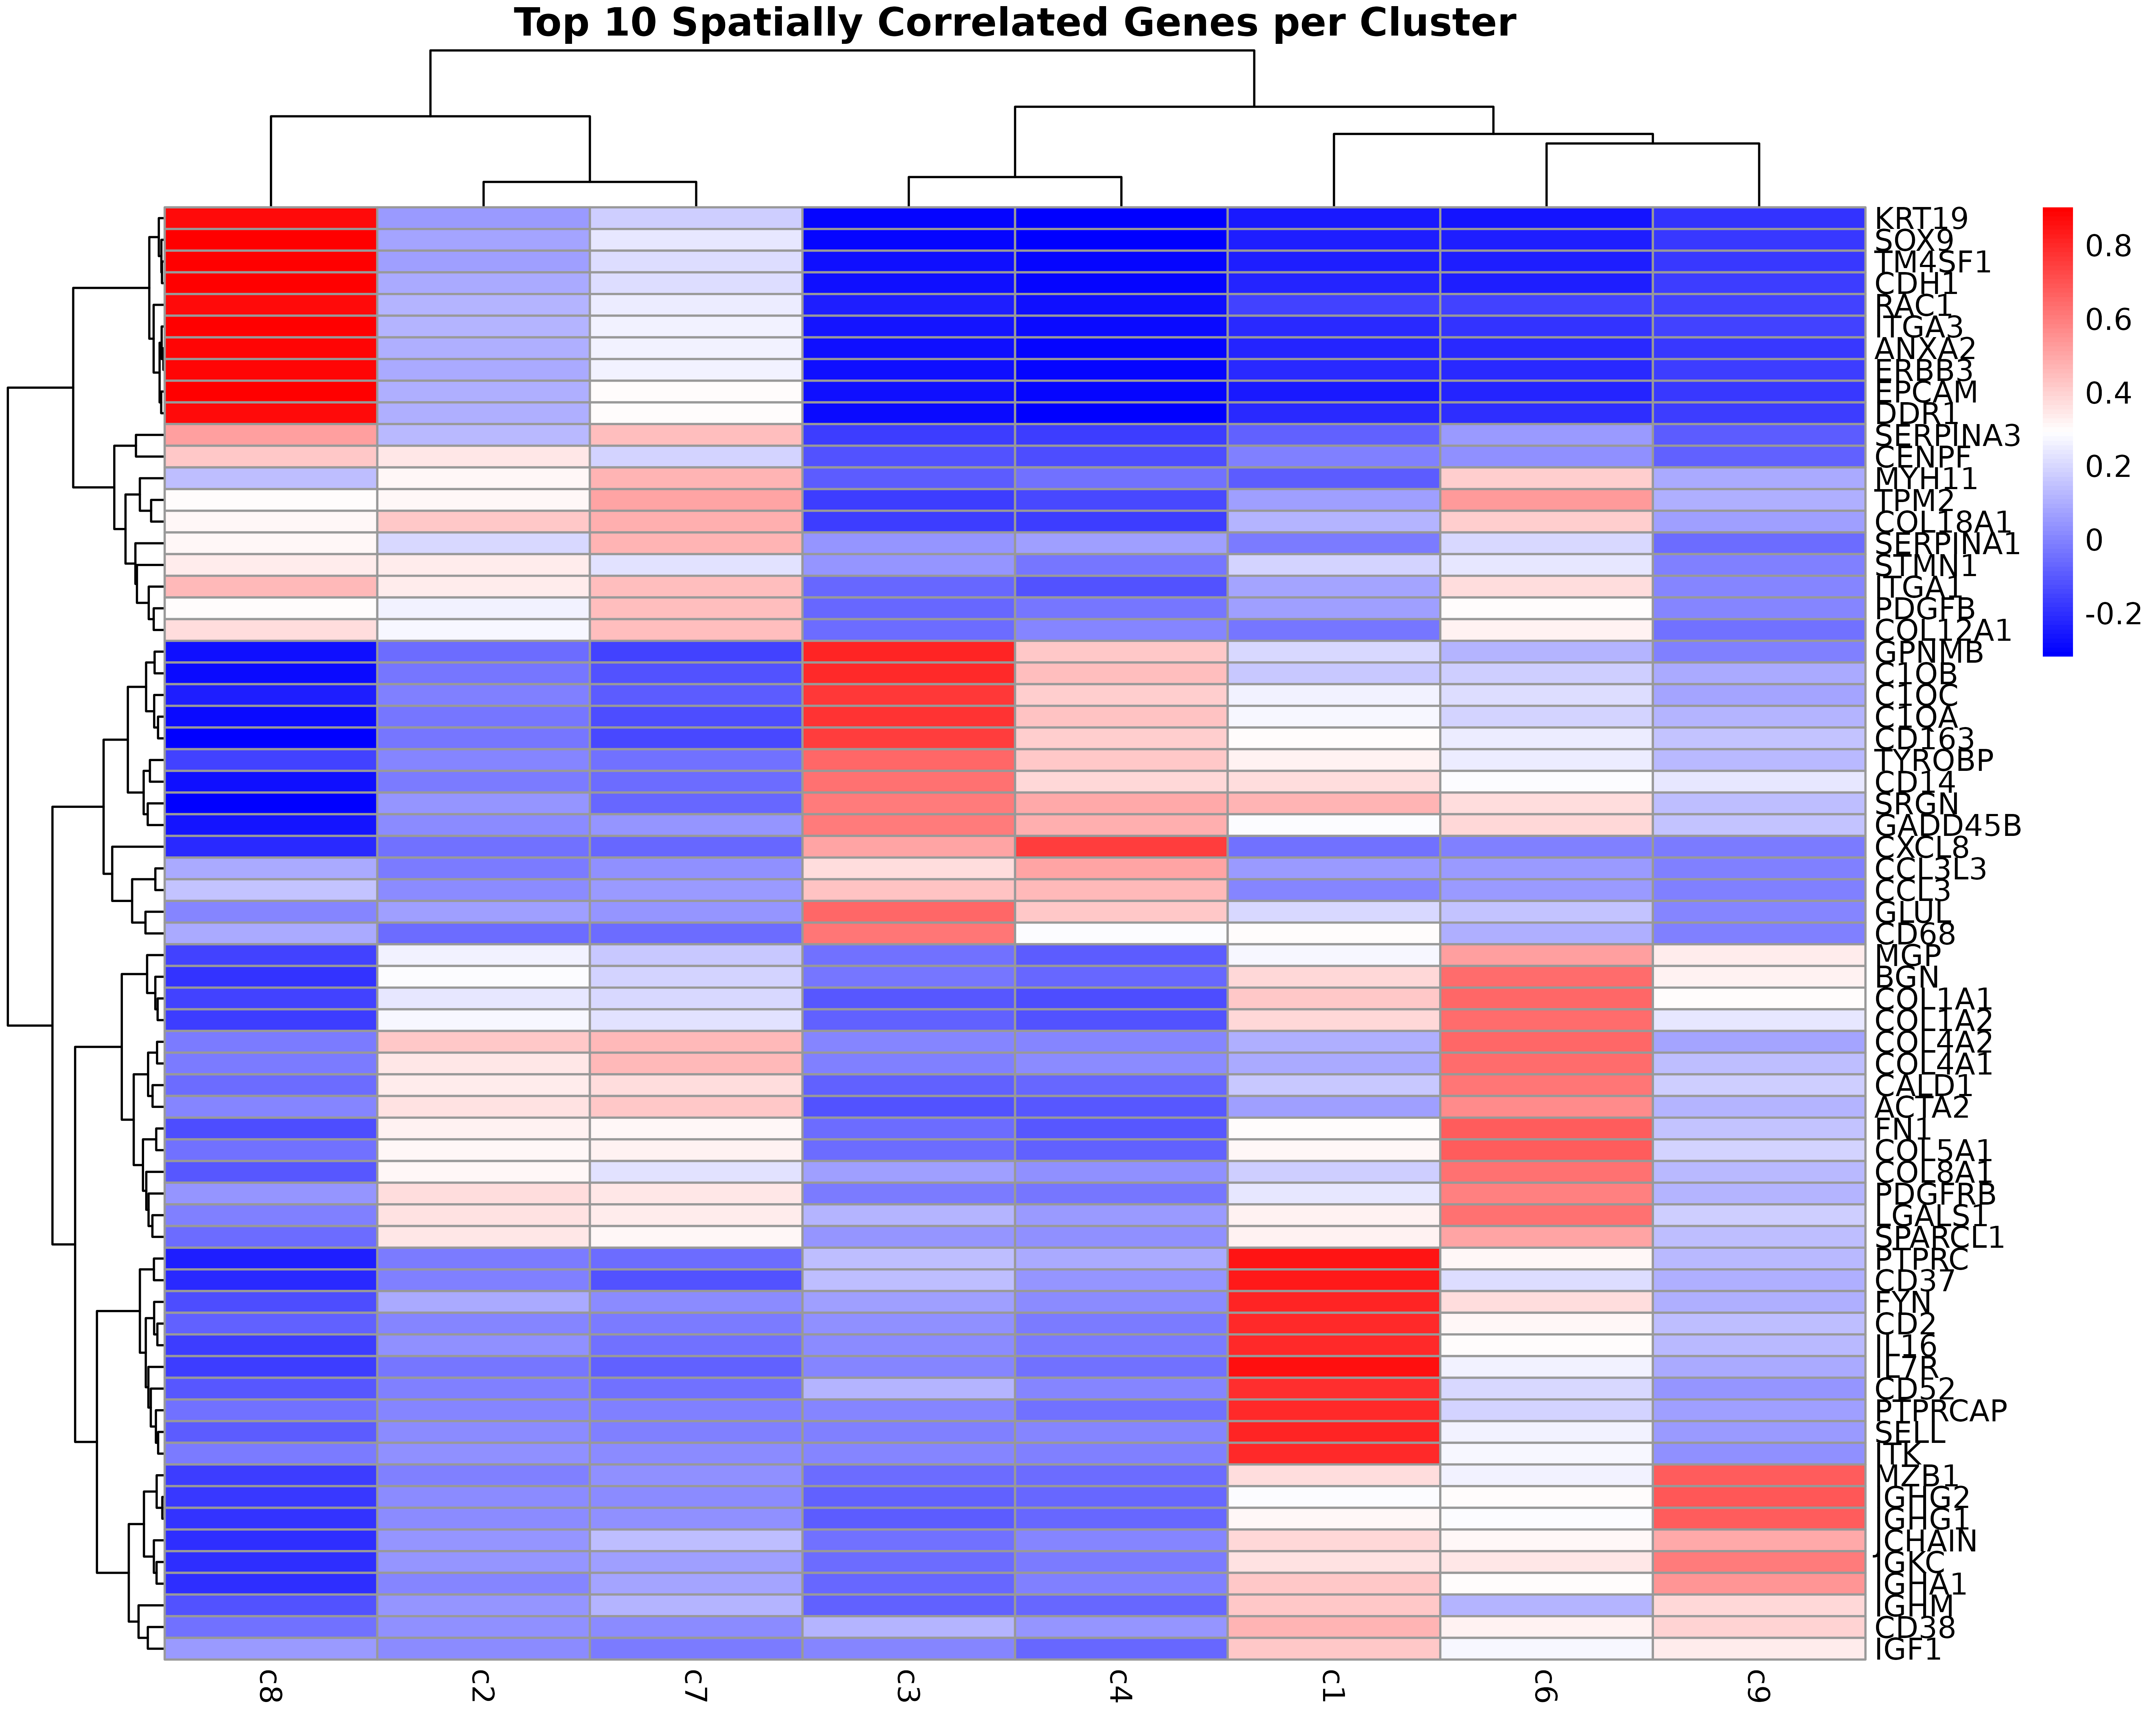 Top 10 Spatially Correlated Genes per Cluster
KRT19
SOX9
TM4SF1
CDH1
RAC1
ITGA3
ANXA2
ERBB3
EPCAM
DDR1
SERPINA3
CENPF
MYH11
TPM2
COL18A1
SERPINA1
STMN1
ITGA1
PDGFB
COL12A1
GPNMB
C1QB
C1QC
C1QA
CD163
TYROBP
CD14
SRGN
GADD45B
CXCL8
CCL3L3
CCL3
GLUL
CD68
MGP
BGN
COL1A1
COL1A2
COL4A2
COL4A1
CALD1
ACTA2
FN1
COL5A1
COL8A1
PDGFRB
LGALS1
SPARCL1
PTPRC
CD37
FYN
CD2
IL16
IL7R
CD52
PTPRCAP
SELL
ITK
MZB1
IGHG2
IGHG1
JCHAIN
IGKC
IGHA1
IGHM
CD38
IGF1
0.8
0.6
0.4
0.2
0
-0.2
c8
c2
c7
c3
c4
c1
c6
c9